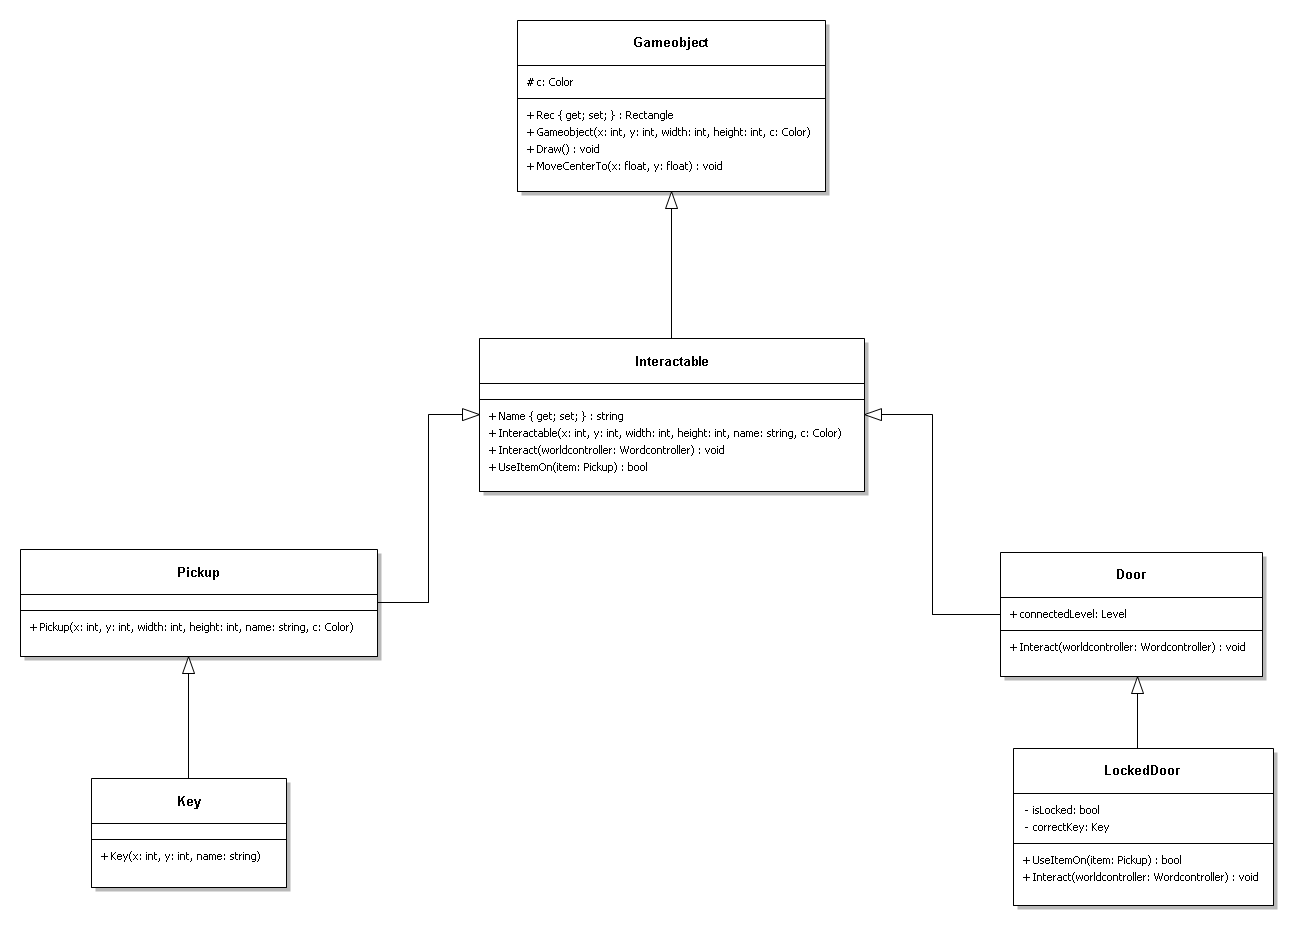 Gameobject
# c: Color
+ Rec { get; set; } : Rectangle
+ Gameobject(x: int, y: int, width: int, height: int, c: Color)
+ Draw() : void
+ MoveCenterTo(x: float, y: float) : void
Interactable
+ Name { get; set; } : string
+ Interactable(x: int, y: int, width: int, height: int, name: string, c: Color)
+ Interact(worldcontroller: Wordcontroller) : void
+ UseItemOn(item: Pickup) : bool
Pickup
+ Pickup(x: int, y: int, width: int, height: int, name: string, c: Color)
Door
+ connectedLevel: Level
+ Interact(worldcontroller: Wordcontroller) : void
Key
+ Key(x: int, y: int, name: string)
LockedDoor
- isLocked: bool
- correctKey: Key
+ UseItemOn(item: Pickup) : bool
+ Interact(worldcontroller: Wordcontroller) : void